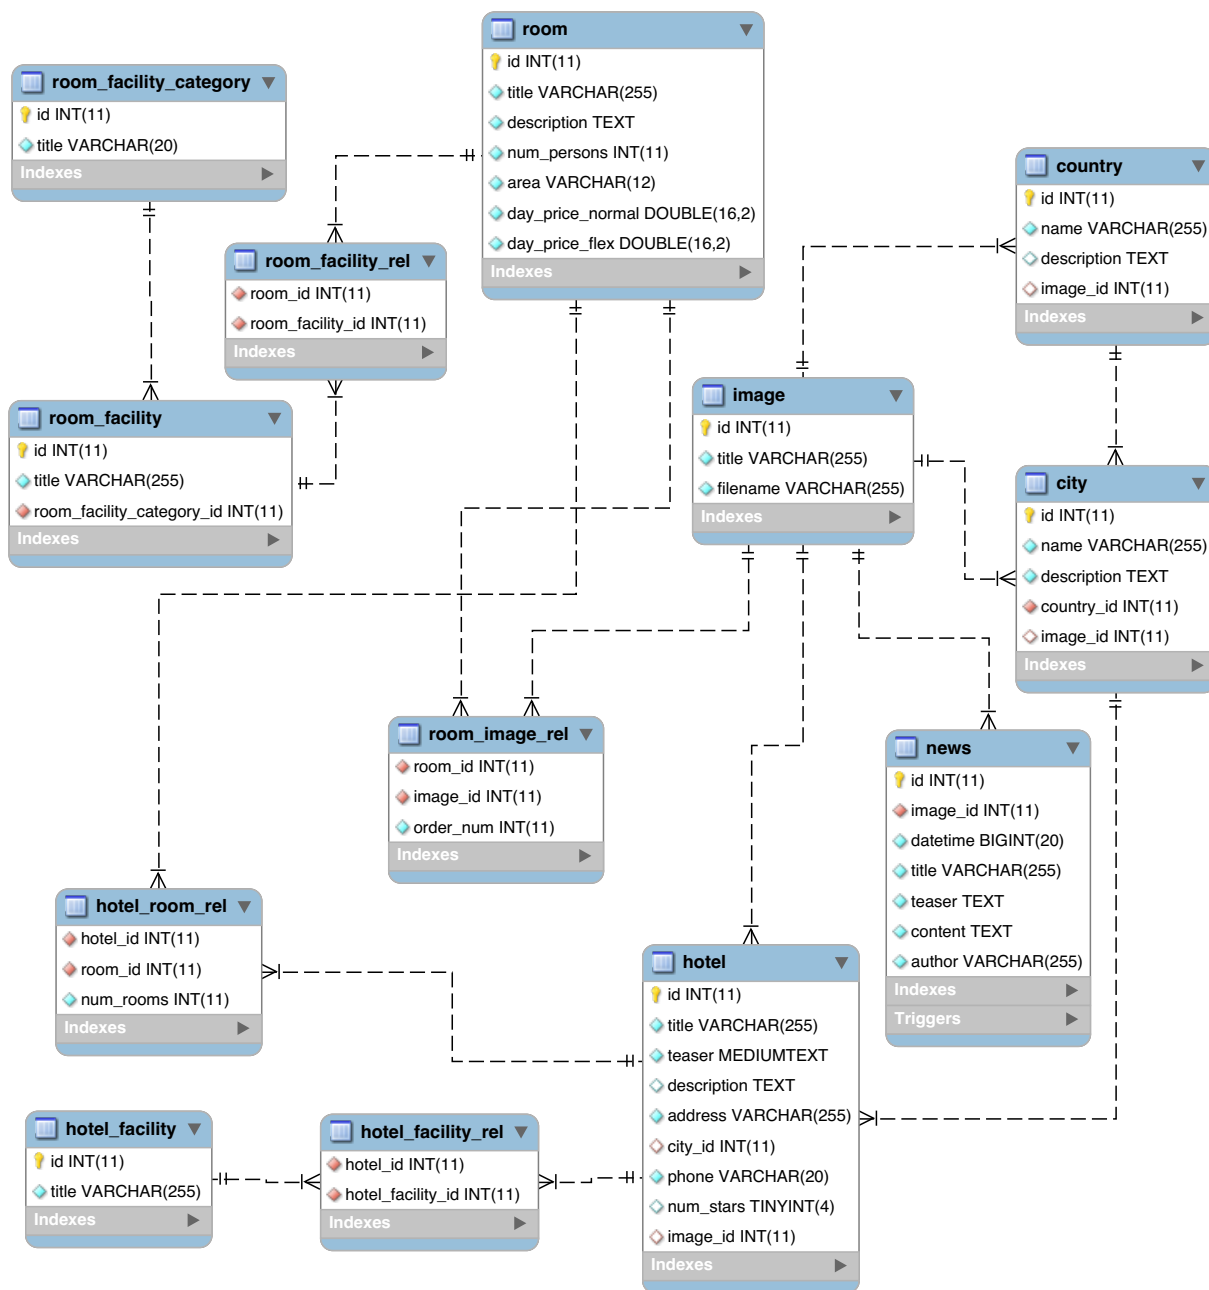 room
id INT(11)
title VARCHAR(255)
description TEXT
num_persons INT(11)
area VARCHAR(12)
day_price_normal DOUBLE(16,2)
day_price_flex DOUBLE(16,2)
Indexes
room_facility_category
id INT(11)
title VARCHAR(20)
Indexes
country
id INT(11)
name VARCHAR(255)
description TEXT
image_id INT(11)
Indexes
room_facility_rel
room_id INT(11)
room_facility_id INT(11)
Indexes
image
id INT(11)
title VARCHAR(255)
filename VARCHAR(255)
Indexes
room_facility
id INT(11)
title VARCHAR(255)
room_facility_category_id INT(11)
Indexes
city
id INT(11)
name VARCHAR(255)
description TEXT
country_id INT(11)
image_id INT(11)
Indexes
room_image_rel
room_id INT(11)
image_id INT(11)
order_num INT(11)
Indexes
news
id INT(11)
image_id INT(11)
datetime BIGINT(20)
title VARCHAR(255)
teaser TEXT
content TEXT
author VARCHAR(255)
Indexes
Triggers
hotel_room_rel
hotel_id INT(11)
room_id INT(11)
num_rooms INT(11)
Indexes
hotel
id INT(11)
title VARCHAR(255)
teaser MEDIUMTEXT
description TEXT
address VARCHAR(255)
city_id INT(11)
phone VARCHAR(20)
num_stars TINYINT(4)
image_id INT(11)
Indexes
hotel_facility
id INT(11)
title VARCHAR(255)
Indexes
hotel_facility_rel
hotel_id INT(11)
hotel_facility_id INT(11)
Indexes